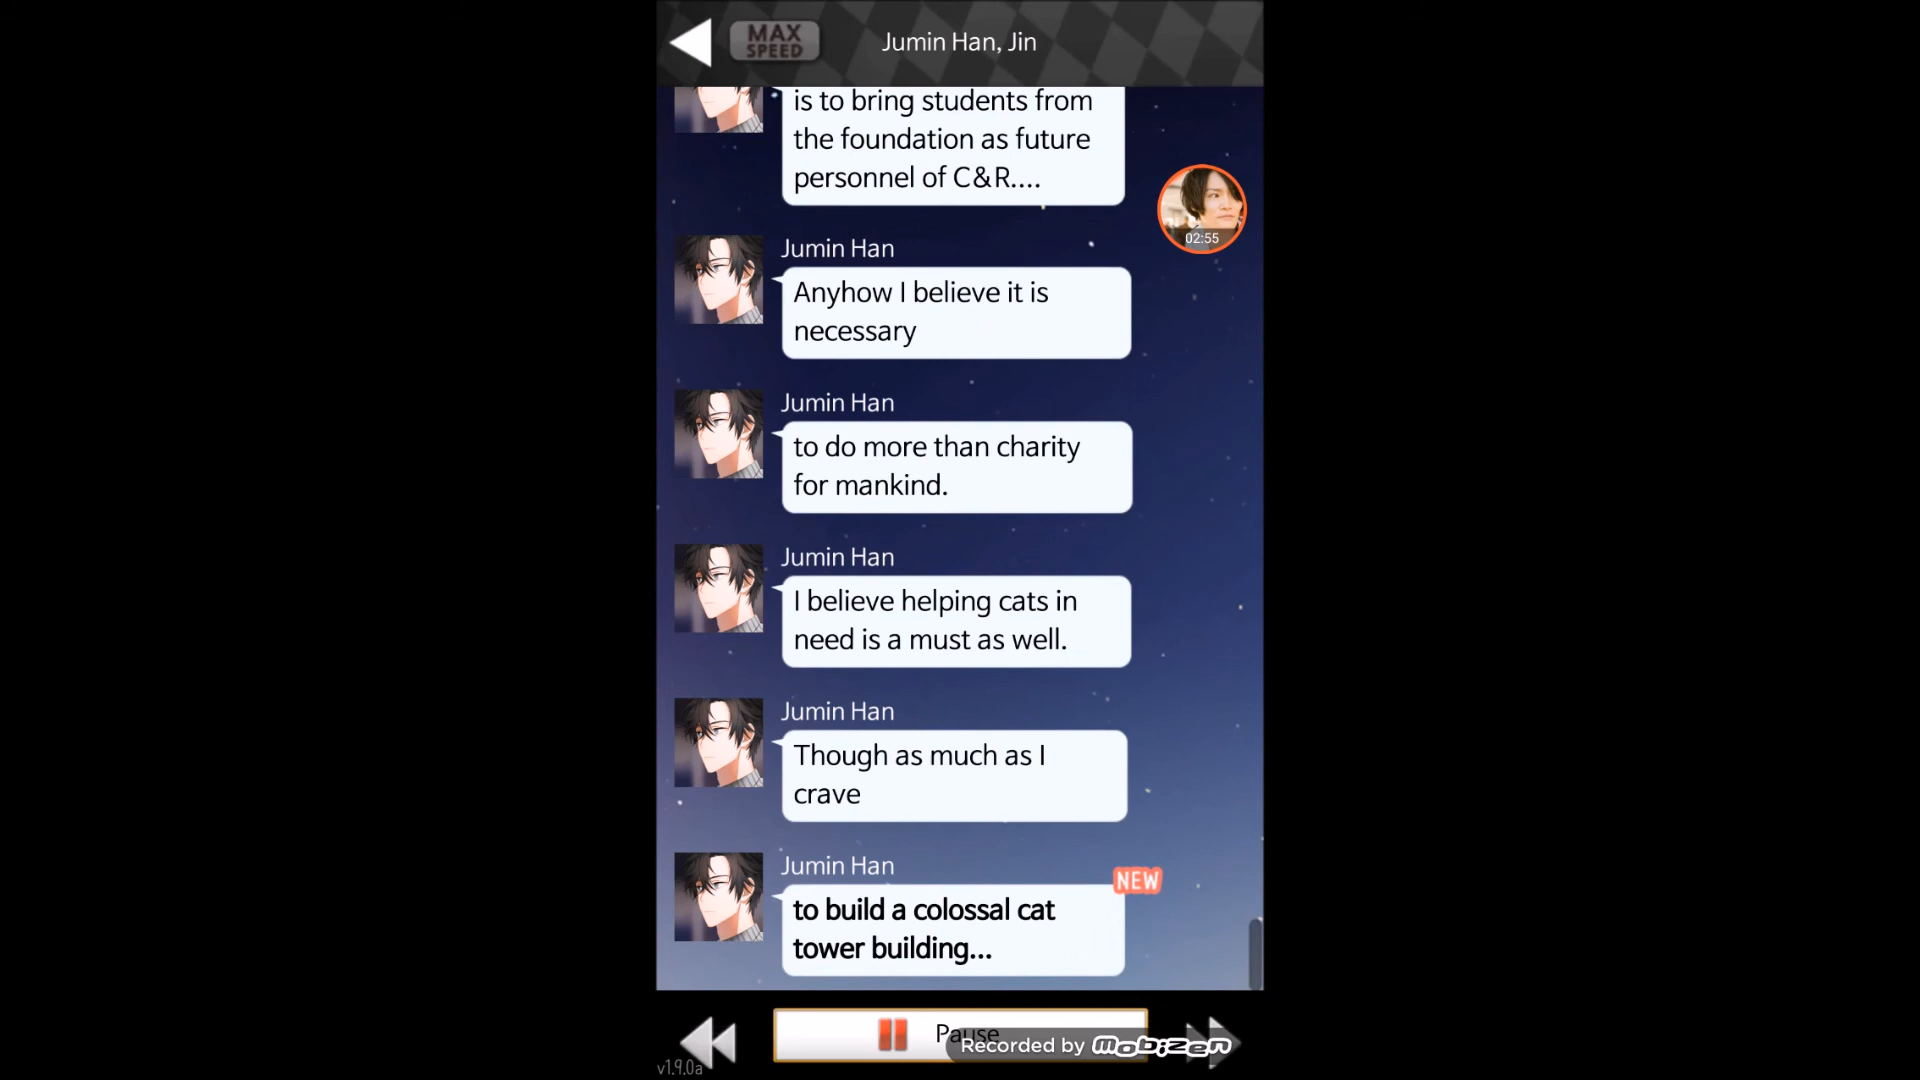 MAX
SPEED
Jumin Han, Jin
is to bring students from
the foundation as future
personnel of C&R....
02:55
Jumin Han
Anyhow I believe it is
necessary
Jumin Han
to do more than charity
for mankind.
Jumin Han
I believe helping cats in
need is a must as well.
Jumin Han
Though as much as I
crave
Jumin Han
NEW
to build a colossal cat
tower building...
Pause
Recorded by Mobizen
v1.9.0a